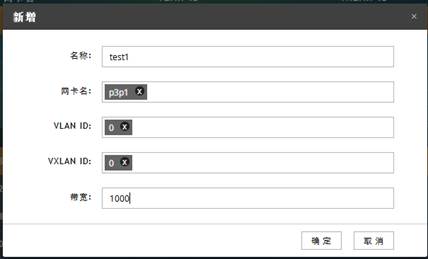 新增 ×
名称: test1
网卡名: p3p1 x
VLAN ID: 0 x
VXLAN ID: 0 x
带宽: 1000
确定 取消